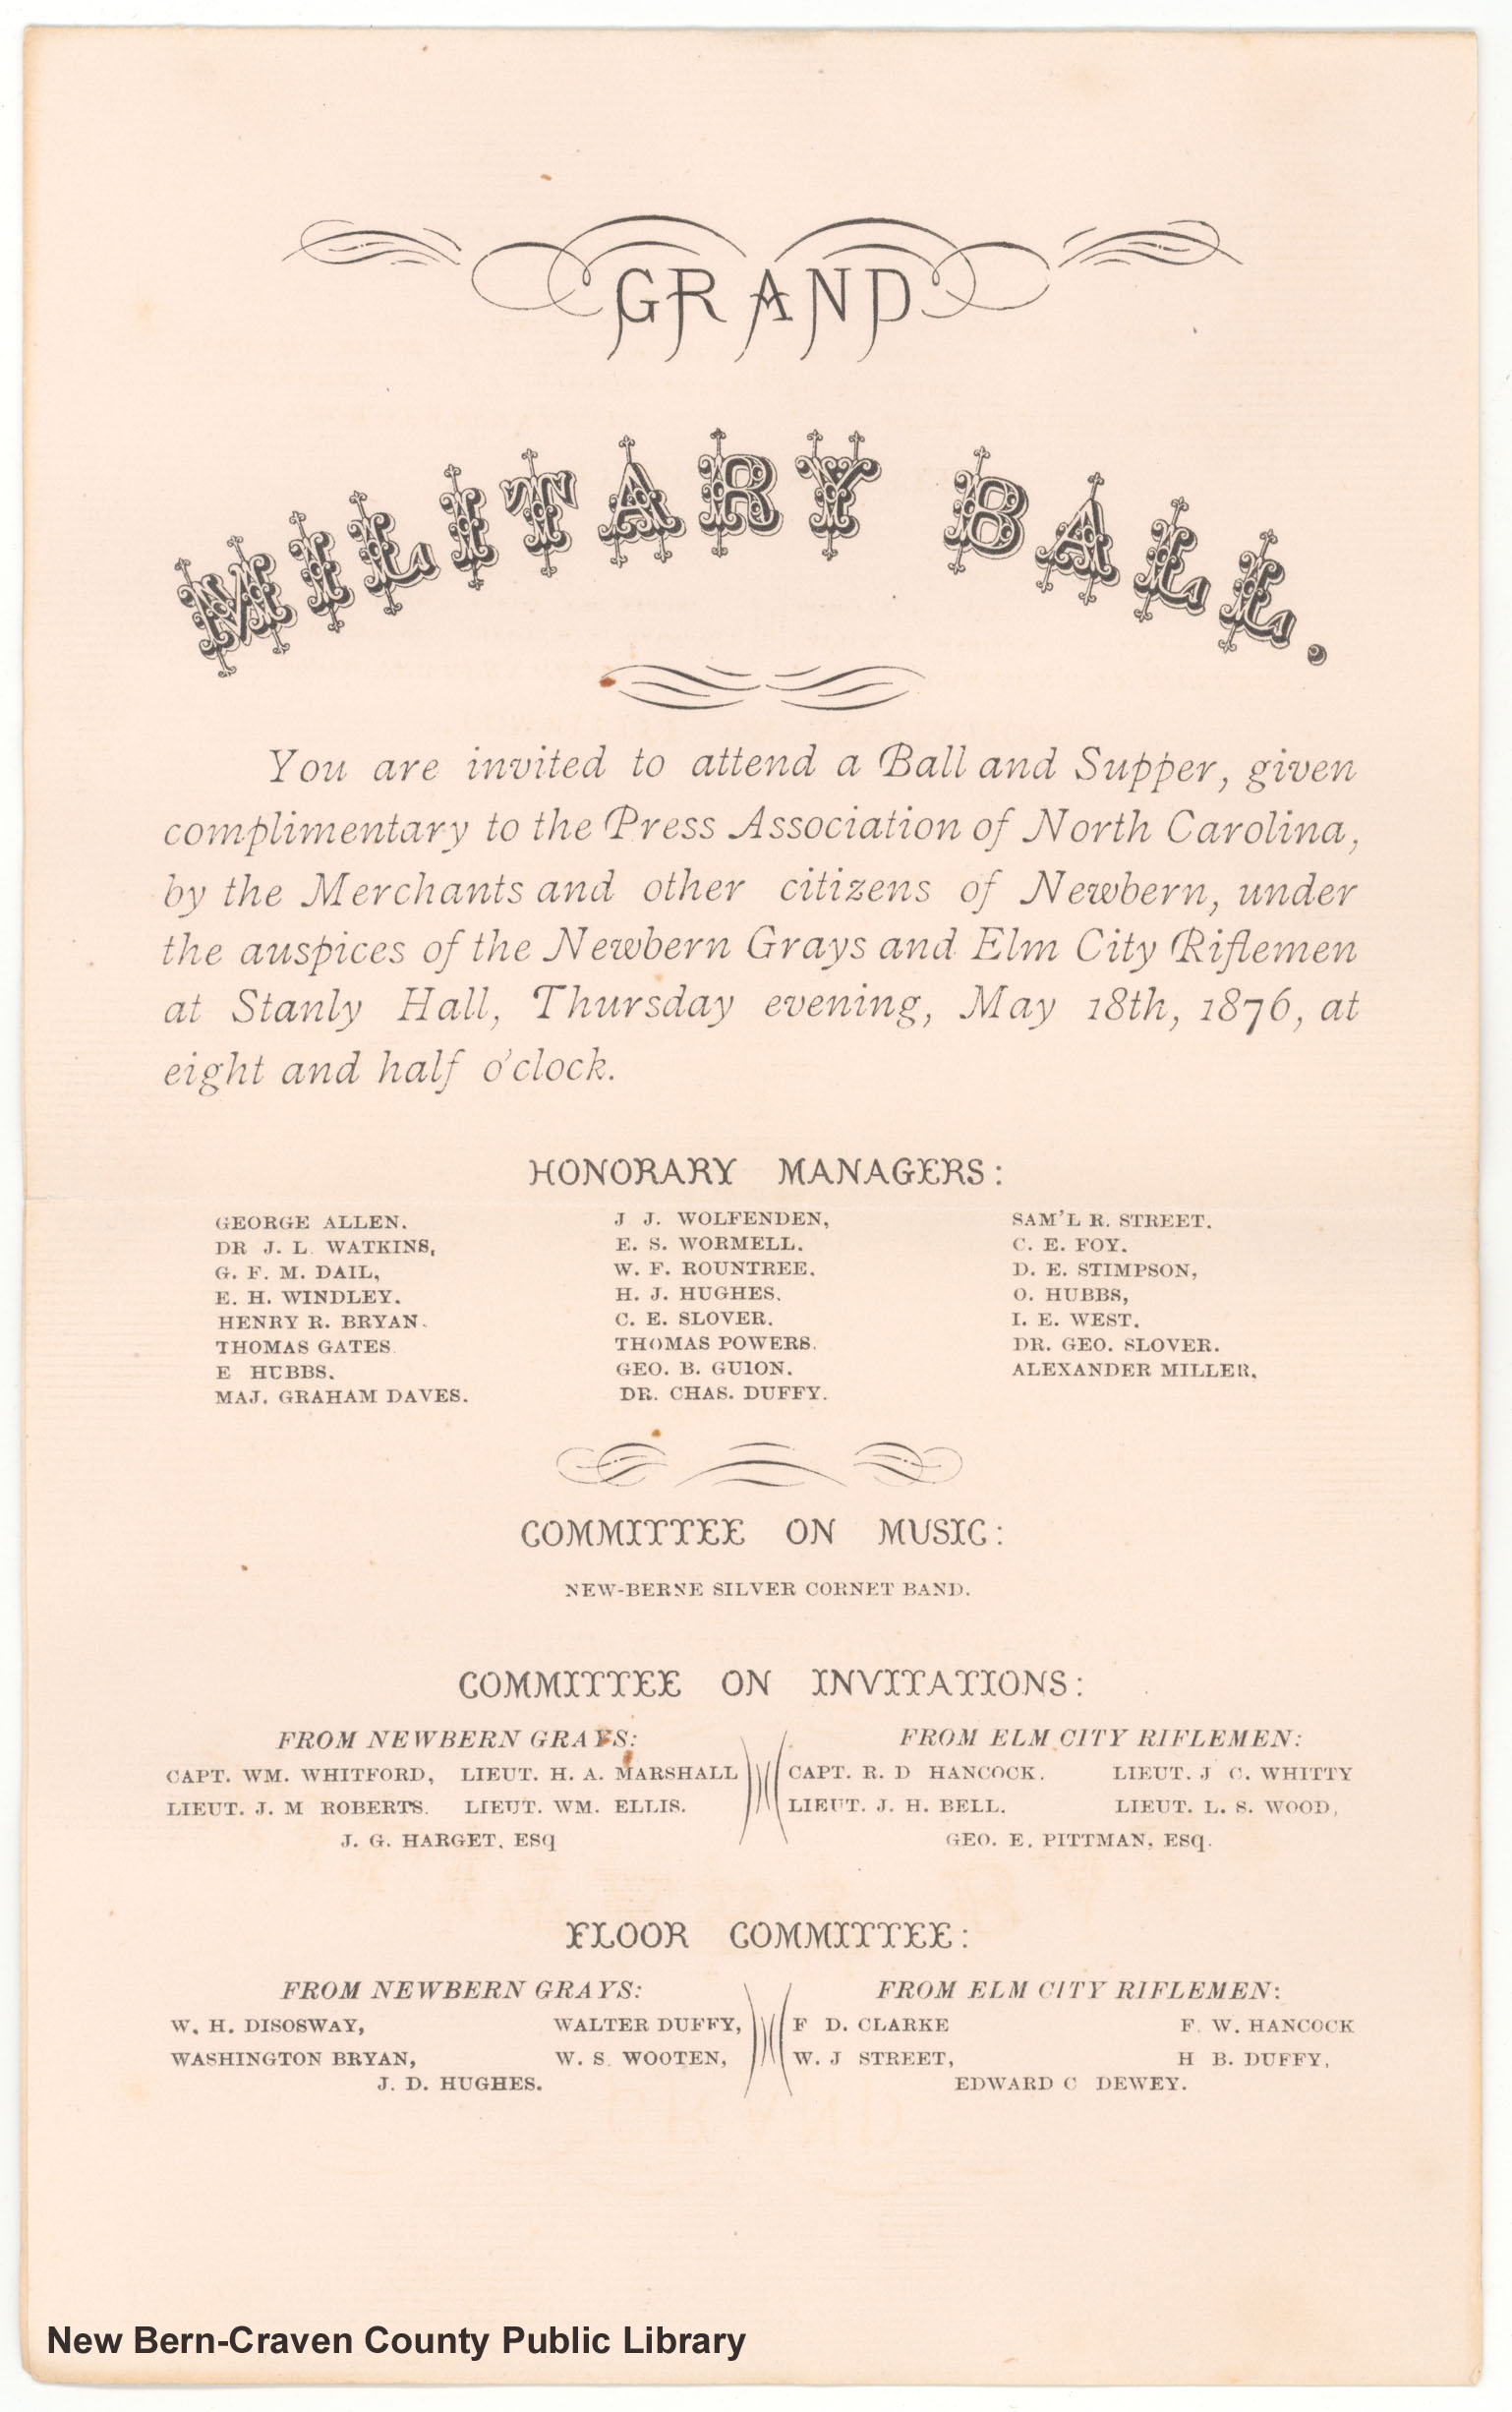 GRAND
MILITARY BALL.
You are invited to attend a Ball and Supper, given
complimentary to the Press Association of North Carolina,
by the Merchants and other citizens of Newbern, under
the auspices of the Newbern Grays and Elm City Riflemen
at Stanly Hall, Thursday evening, May 18th, 1876, at
eight and half o'clock.
HONORARY MANAGERS:
GEORGE ALLEN.
DR J. L. WATKINS,
G. F. M. DAIL,
E. H. WINDLEY.
HENRY R. BRYAN.
THOMAS GATES.
E HUBBS.
MAJ. GRAHAM DAVES.
J J. WOLFENDEN,
E. S. WORMELL.
W. F. ROUNTREE.
H. J. HUGHES.
C. E. SLOVER.
THOMAS POWERS.
GEO. B. GUION.
DR. CHAS. DUFFY.
SAM'L R. STREET.
C. E. FOY.
D. E. STIMPSON,
O. HUBBS,
I. E. WEST.
DR. GEO. SLOVER.
ALEXANDER MILLER,
COMMITTEE ON MUSIC:
NEW-BERNE SILVER CORNET BAND.
COMMITTEE ON INVITATIONS:
FROM NEWBERN GRAYS:
CAPT. WM. WHITFORD, LIEUT. H. A. MARSHALL
LIEUT. J. M ROBERTS. LIEUT. WM. ELLIS.
J. G. HARGET, ESq
FROM ELM CITY RIFLEMEN:
CAPT. R. D HANCOCK. LIEUT. J C. WHITTY
LIEUT. J. H. BELL. LIEUT. L. S. WOOD,
GEO. E. PITTMAN, ESq.
FLOOR COMMITTEE:
FROM NEWBERN GRAYS:
W. H. DISOSWAY, WALTER DUFFY,
WASHINGTON BRYAN, W. S. WOOTEN,
J. D. HUGHES.
FROM ELM CITY RIFLEMEN:
F D. CLARKE F. W. HANCOCK
W. J STREET, H B. DUFFY,
EDWARD C DEWEY.
New Bern-Craven County Public Library